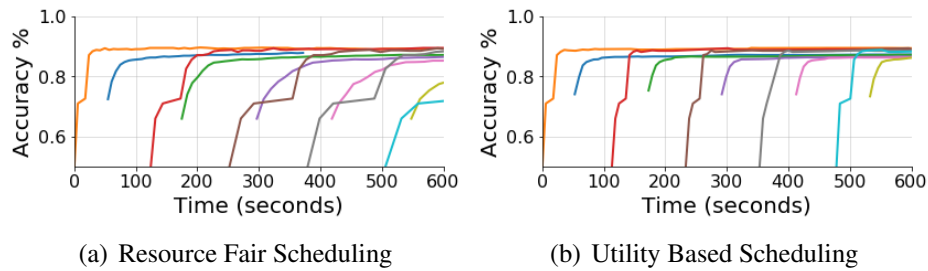 1.0
0.8
0.6
Accuracy %
0 100 200 300 400 500 600
Time (seconds)
(a) Resource Fair Scheduling
1.0
0.8
0.6
Accuracy %
0 100 200 300 400 500 600
Time (seconds)
(b) Utility Based Scheduling